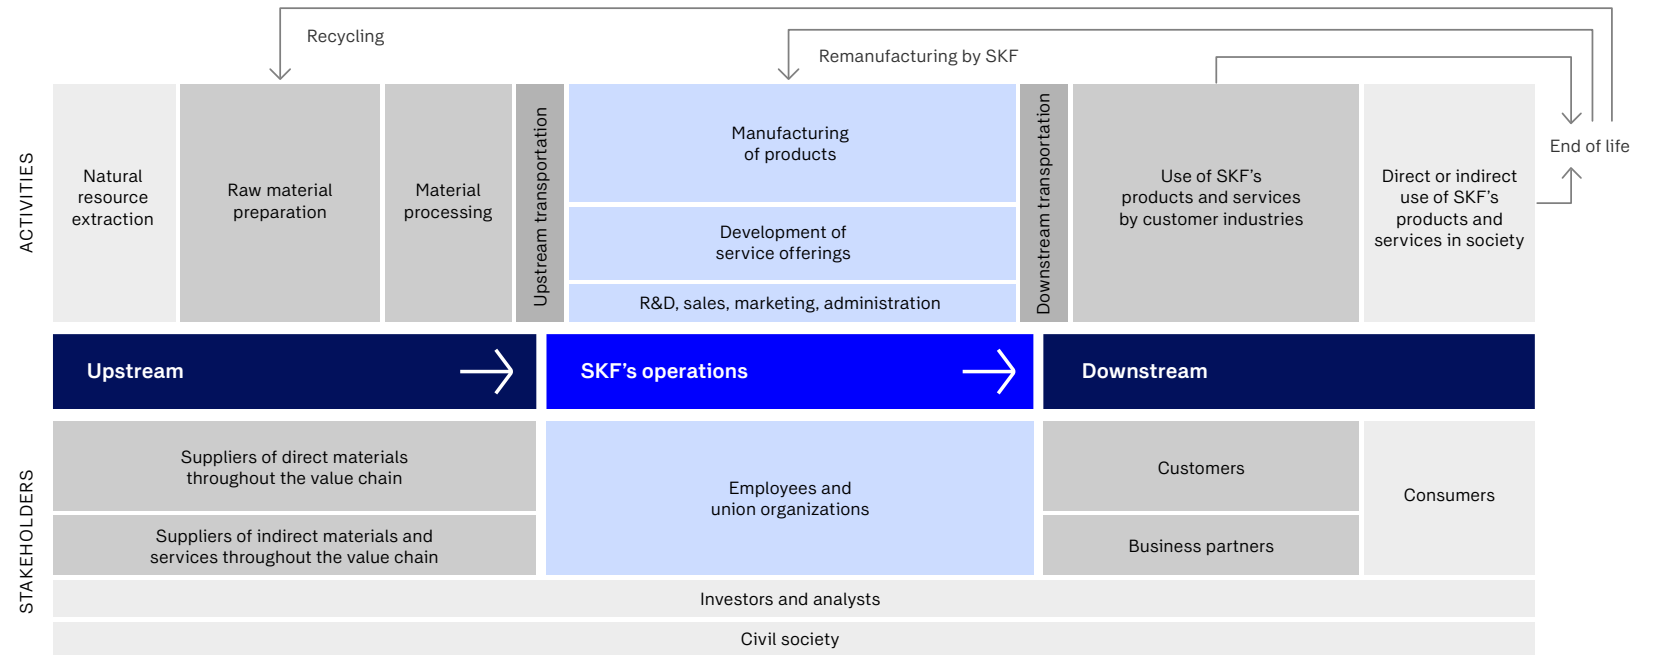 Recycling
Remanufacturing by SKF
ACTIVITIES
Natural
resource
extraction
Raw material
preparation
Material
processing
Upstream transportation
Manufacturing
of products
Development of
service offerings
R&D, sales, marketing, administration
Downstream transportation
Use of SKF’s
products and services
by customer industries
Direct or indirect
use of SKF’s
products and
services in society
End of life
Upstream
SKF’s operations
Downstream
STAKEHOLDERS
Suppliers of direct materials
throughout the value chain
Suppliers of indirect materials and
services throughout the value chain
Employees and
union organizations
Customers
Business partners
Consumers
Investors and analysts
Civil society